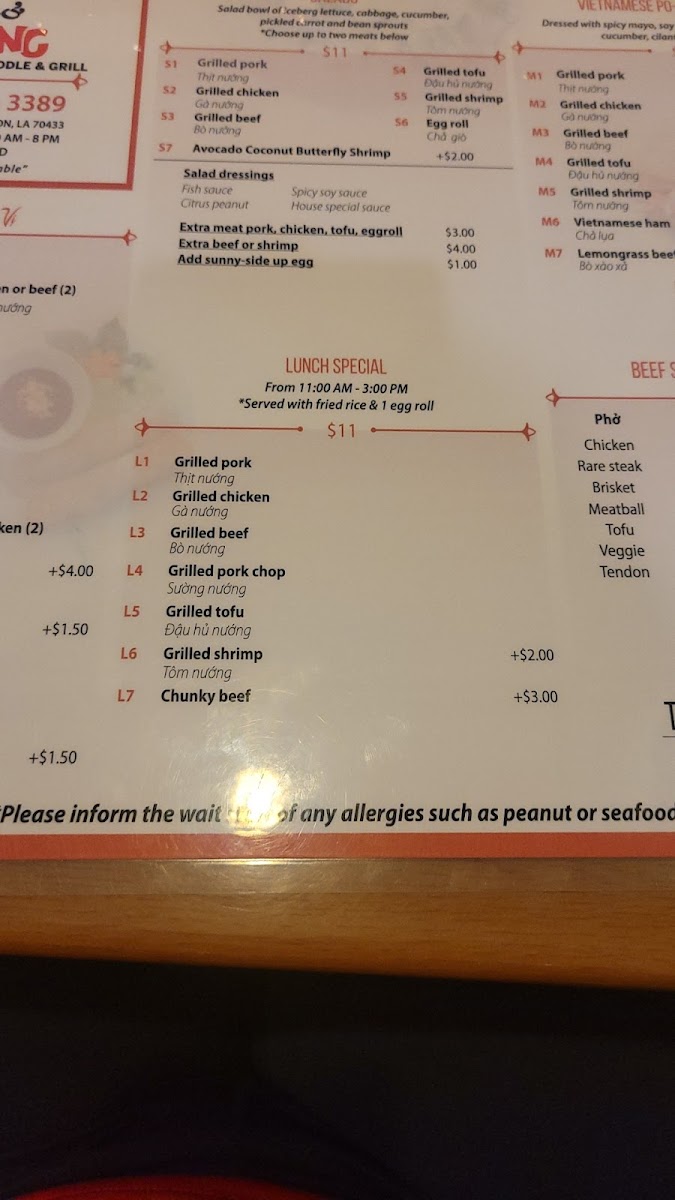 NG
ODLE & GRILL
3389
ON, LA 70433
AM - 8 PM
D
able"
Vi
n or beef (2)
nướng
ken (2)
+$4.00
+$1.50
+$1.50
Salad bowl of iceberg lettuce, cabbage, cucumber,
pickled carrot and bean sprouts
*Choose up to two meats below
$11
S1 Grilled pork
Thịt nướng
S2 Grilled chicken
Gà nướng
S3 Grilled beef
Bò nướng
S4 Grilled tofu
Đậu hủ nướng
S5 Grilled shrimp
Tôm nướng
S6 Egg roll
Chả giò
S7 Avocado Coconut Butterfly Shrimp +$2.00
Salad dressings
Fish sauce Spicy soy sauce
Citrus peanut House special sauce
Extra meat pork, chicken, tofu, eggroll $3.00
Extra beef or shrimp $4.00
Add sunny-side up egg $1.00
LUNCH SPECIAL
From 11:00 AM - 3:00 PM
*Served with fried rice & 1 egg roll
$11
L1 Grilled pork
Thịt nướng
L2 Grilled chicken
Gà nướng
L3 Grilled beef
Bò nướng
L4 Grilled pork chop
Sường nướng
L5 Grilled tofu
Đậu hủ nướng
L6 Grilled shrimp +$2.00
Tôm nướng
L7 Chunky beef +$3.00
VIETNAMESE PO-
Dressed with spicy mayo, soy
cucumber, cilan
M1 Grilled pork
Thịt nướng
M2 Grilled chicken
Gà nướng
M3 Grilled beef
Bò nướng
M4 Grilled tofu
Đậu hủ nướng
M5 Grilled shrimp
Tôm nướng
M6 Vietnamese ham
Chả lụa
M7 Lemongrass beef
Bò xào xả
BEEF S
Phở
Chicken
Rare steak
Brisket
Meatball
Tofu
Veggie
Tendon
T
*Please inform the wait of any allergies such as peanut or seafood